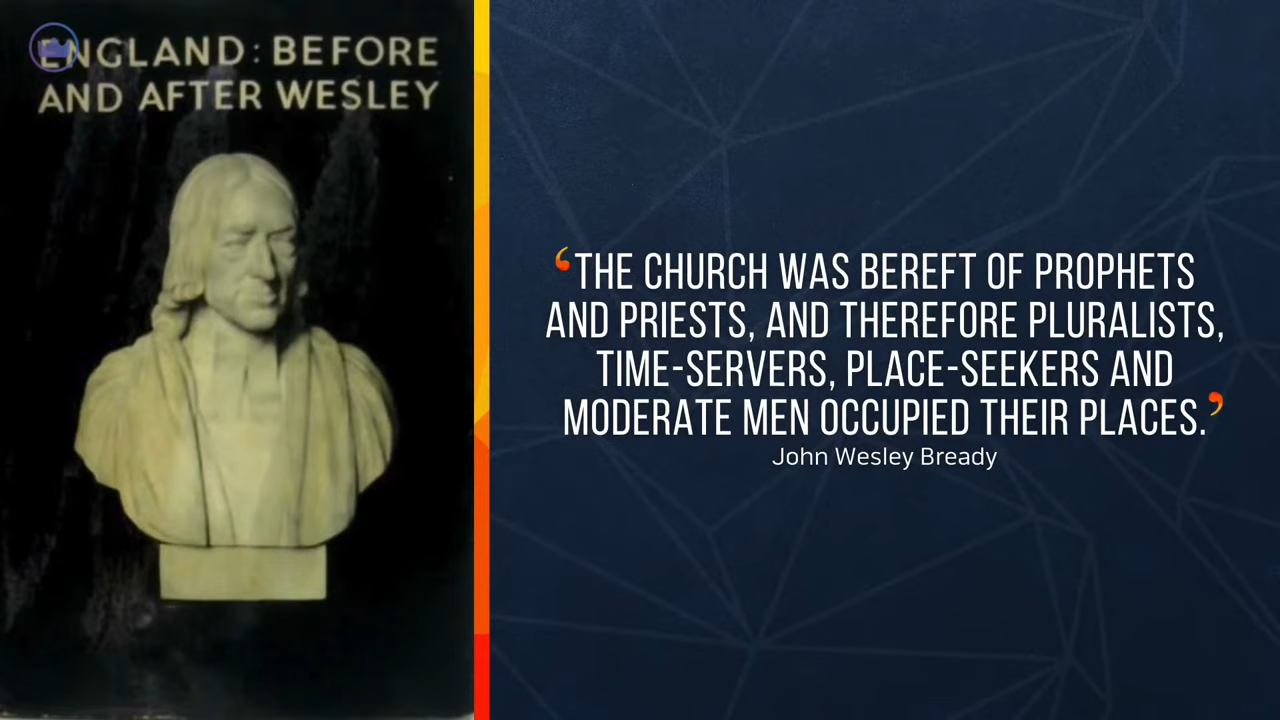 ENGLAND: BEFORE
AND AFTER WESLEY
‘THE CHURCH WAS BEREFT OF PROPHETS
AND PRIESTS, AND THEREFORE PLURALISTS,
TIME-SERVERS, PLACE-SEEKERS AND
MODERATE MEN OCCUPIED THEIR PLACES.’
John Wesley Bready